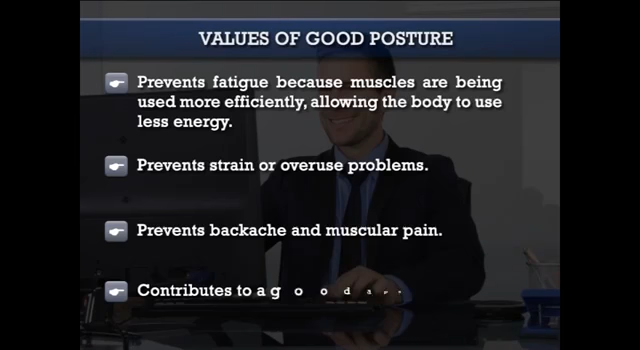 VALUES OF GOOD POSTURE
Prevents fatigue because muscles are being
used more efficiently, allowing the body to use
less energy.
Prevents strain or overuse problems.
Prevents backache and muscular pain.
Contributes to a good